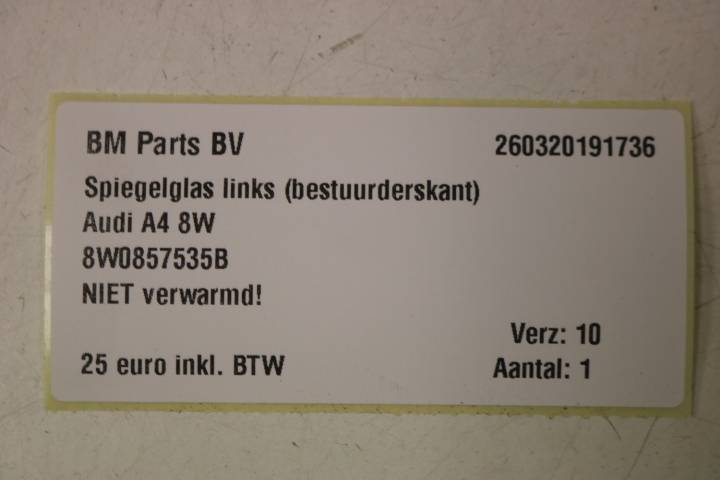 BM Parts BV 260320191736
Spiegelglas links (bestuurderskant)
Audi A4 8W
8W0857535B
NIET verwarmd!
Verz: 10
25 euro inkl. BTW Aantal: 1